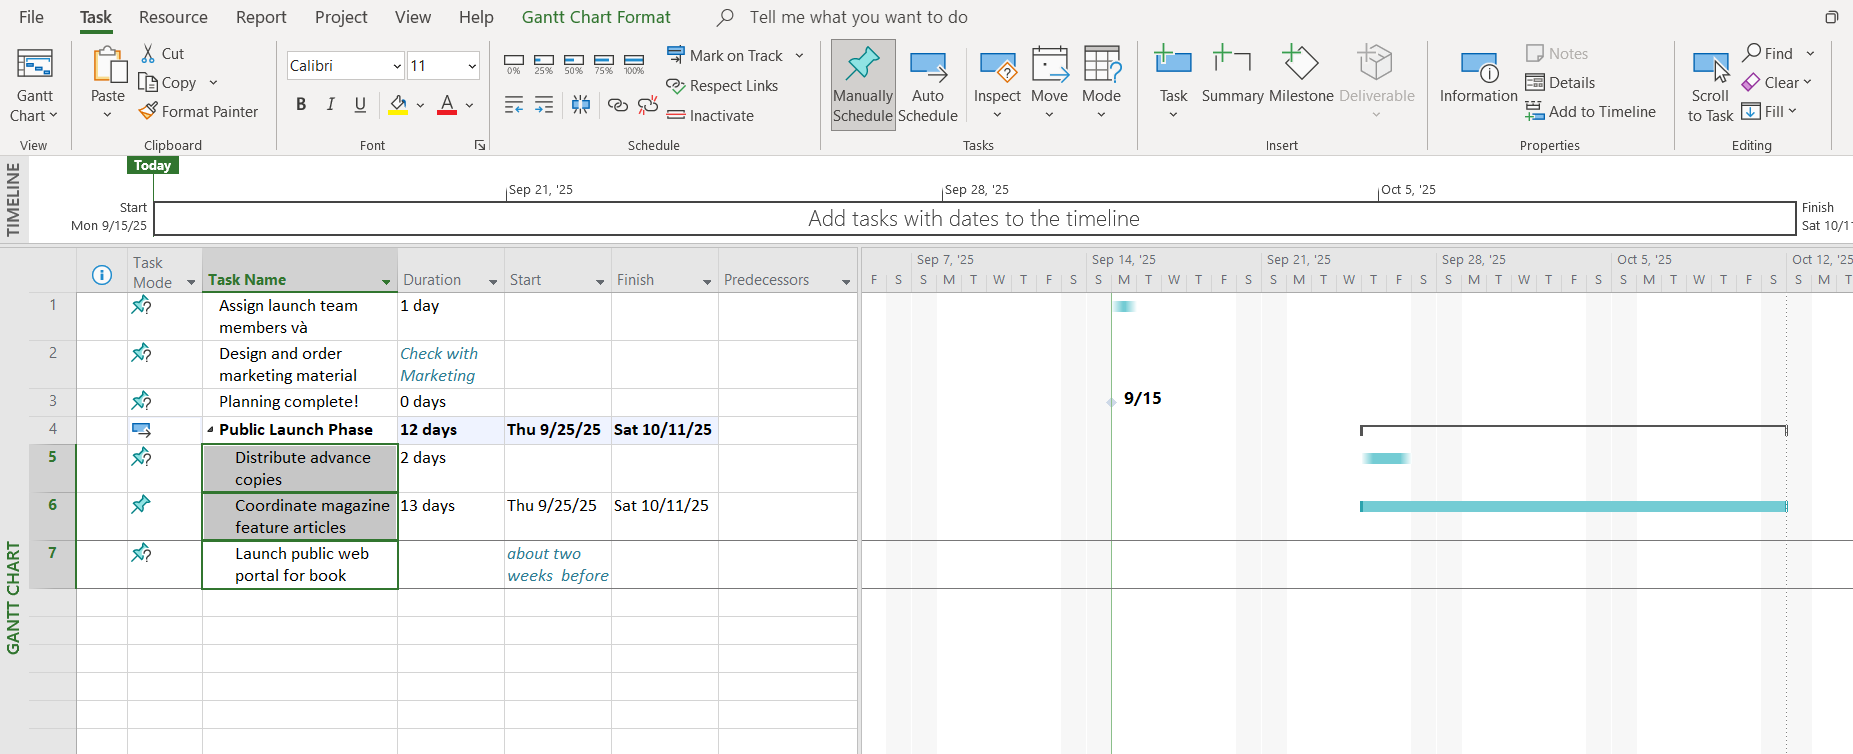 File Task Resource Report Project View Help Gantt Chart Format Tell me what you want to do
Gantt
Chart
View
Paste
Cut
Copy
Format Painter
Clipboard
Calibri 11
B I U A
Font
0% 25% 50% 75% 100%
Mark on Track
Respect Links
Inactivate
Schedule
Manually
Schedule
Auto
Schedule
Inspect
Move
Mode
Tasks
Task
Summary
Milestone
Deliverable
Insert
Information
Notes
Details
Add to Timeline
Properties
Scroll
to Task
Find
Clear
Fill
Editing
TIMELINE
Today
Sep 21, '25 Sep 28, '25 Oct 5, '25
Start
Mon 9/15/25
Add tasks with dates to the timeline
Finish
Sat 10/11
GANTT CHART
Task
Mode
Task Name Duration Start Finish Predecessors
Sep 7, '25 Sep 14, '25 Sep 21, '25 Sep 28, '25 Oct 5, '25 Oct 12, '25
F S S M T W T F S S M T W T F S S M T W T F S S M T W T F S S M T W T F S S M T
1 Assign launch team 1 day
members và
2 Design and order Check with
marketing material Marketing
3 Planning complete! 0 days 9/15
4 Public Launch Phase 12 days Thu 9/25/25 Sat 10/11/25
5 Distribute advance 2 days
copies
6 Coordinate magazine 13 days Thu 9/25/25 Sat 10/11/25
feature articles
7 Launch public web about two
portal for book weeks before